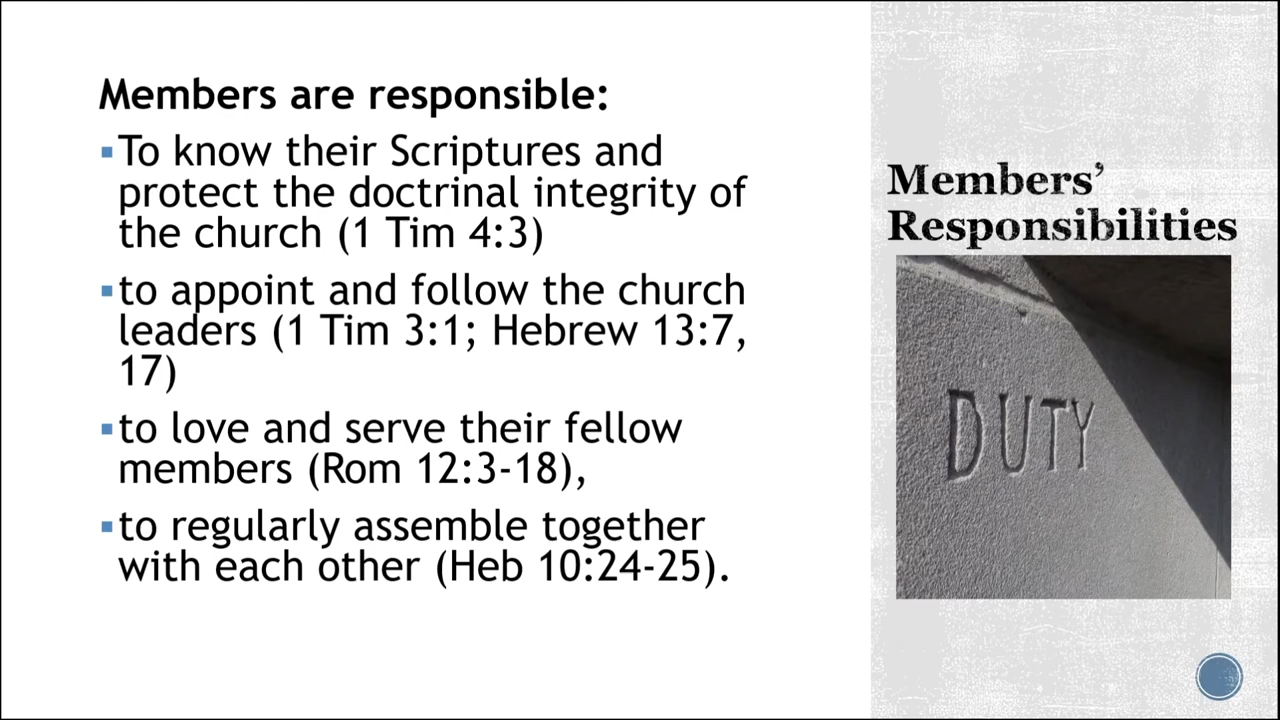 Members are responsible:
▪To know their Scriptures and
protect the doctrinal integrity of
the church (1 Tim 4:3)
▪to appoint and follow the church
leaders (1 Tim 3:1; Hebrew 13:7,
17)
▪to love and serve their fellow
members (Rom 12:3-18),
▪to regularly assemble together
with each other (Heb 10:24-25).
Members’
Responsibilities
DUTY